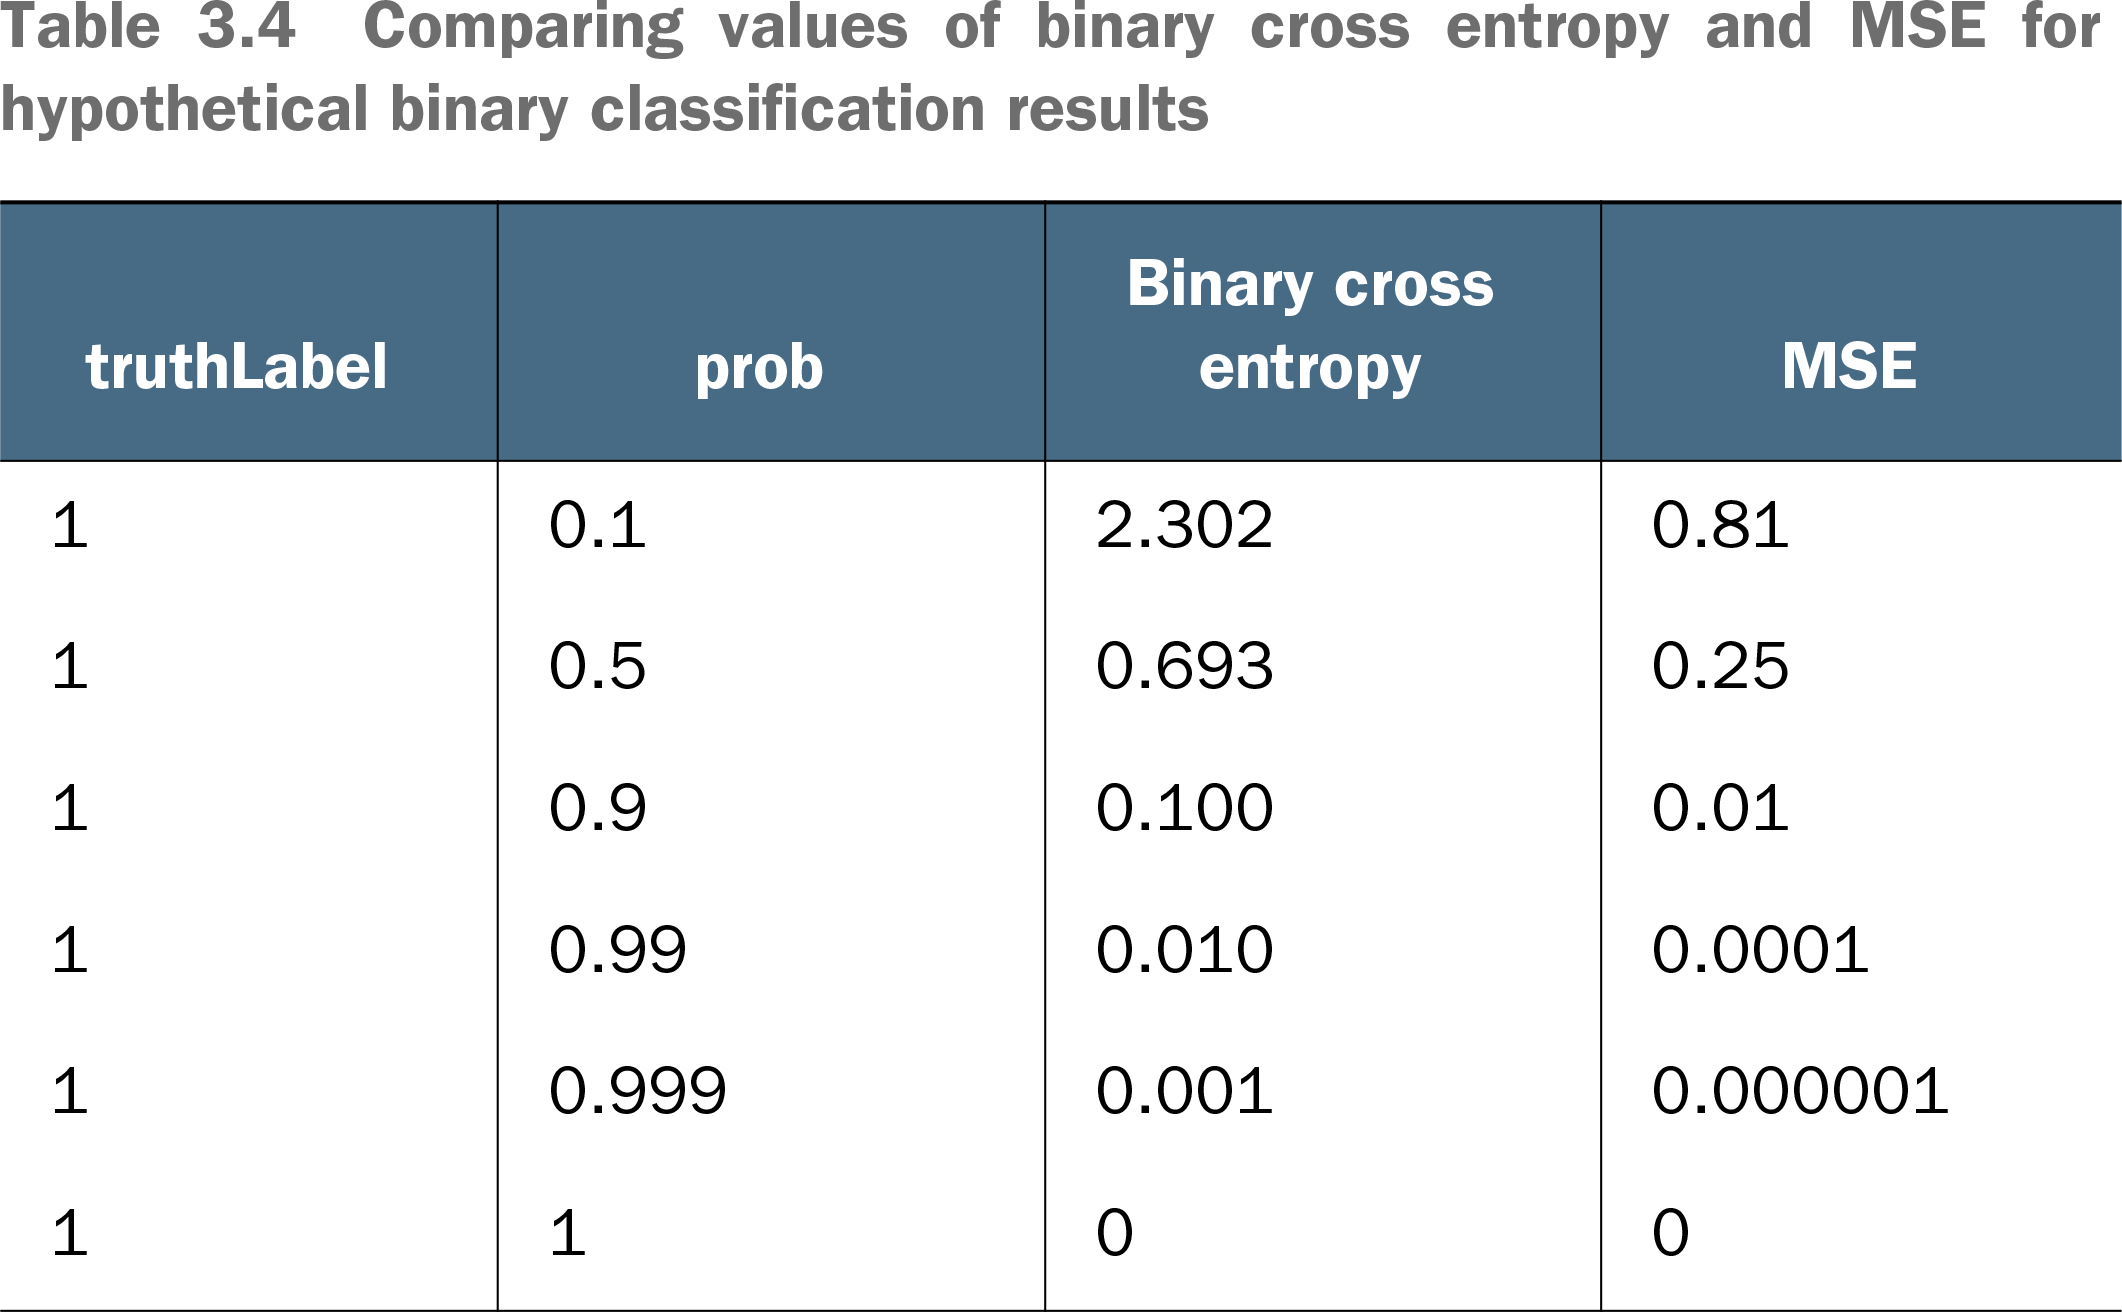 Table 3.4 Comparing values of binary cross entropy and MSE for
hypothetical binary classification results
truthLabel prob Binary cross entropy MSE
1 0.1 2.302 0.81
1 0.5 0.693 0.25
1 0.9 0.100 0.01
1 0.99 0.010 0.0001
1 0.999 0.001 0.000001
1 1 0 0